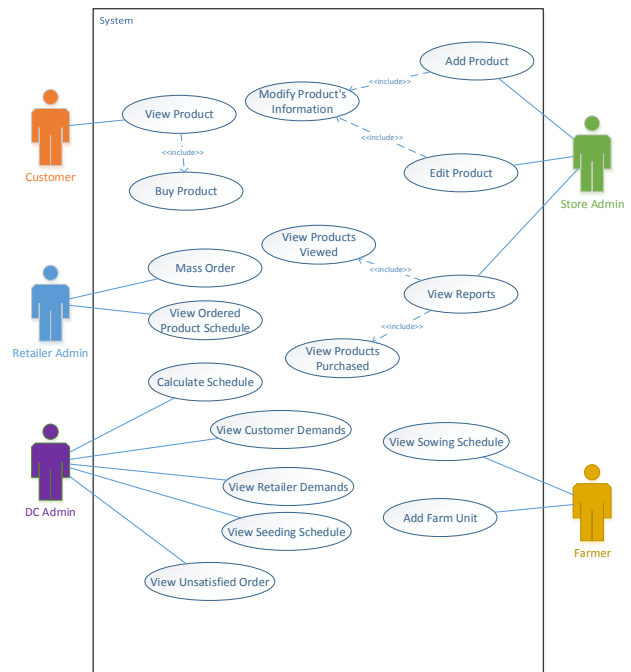 System
Add Product
<<include>>
Modify Product's
Information
View Product
<<include>>
<<include>>
Customer
Buy Product
Edit Product
Store Admin
View Products
Viewed
Mass Order
<<include>>
View Reports
View Ordered
Product Schedule
<<include>>
Retailer Admin
View Products
Purchased
Calculate Schedule
View Customer Demands
View Sowing Schedule
View Retailer Demands
DC Admin
Add Farm Unit
View Seeding Schedule
Farmer
View Unsatisfied Order